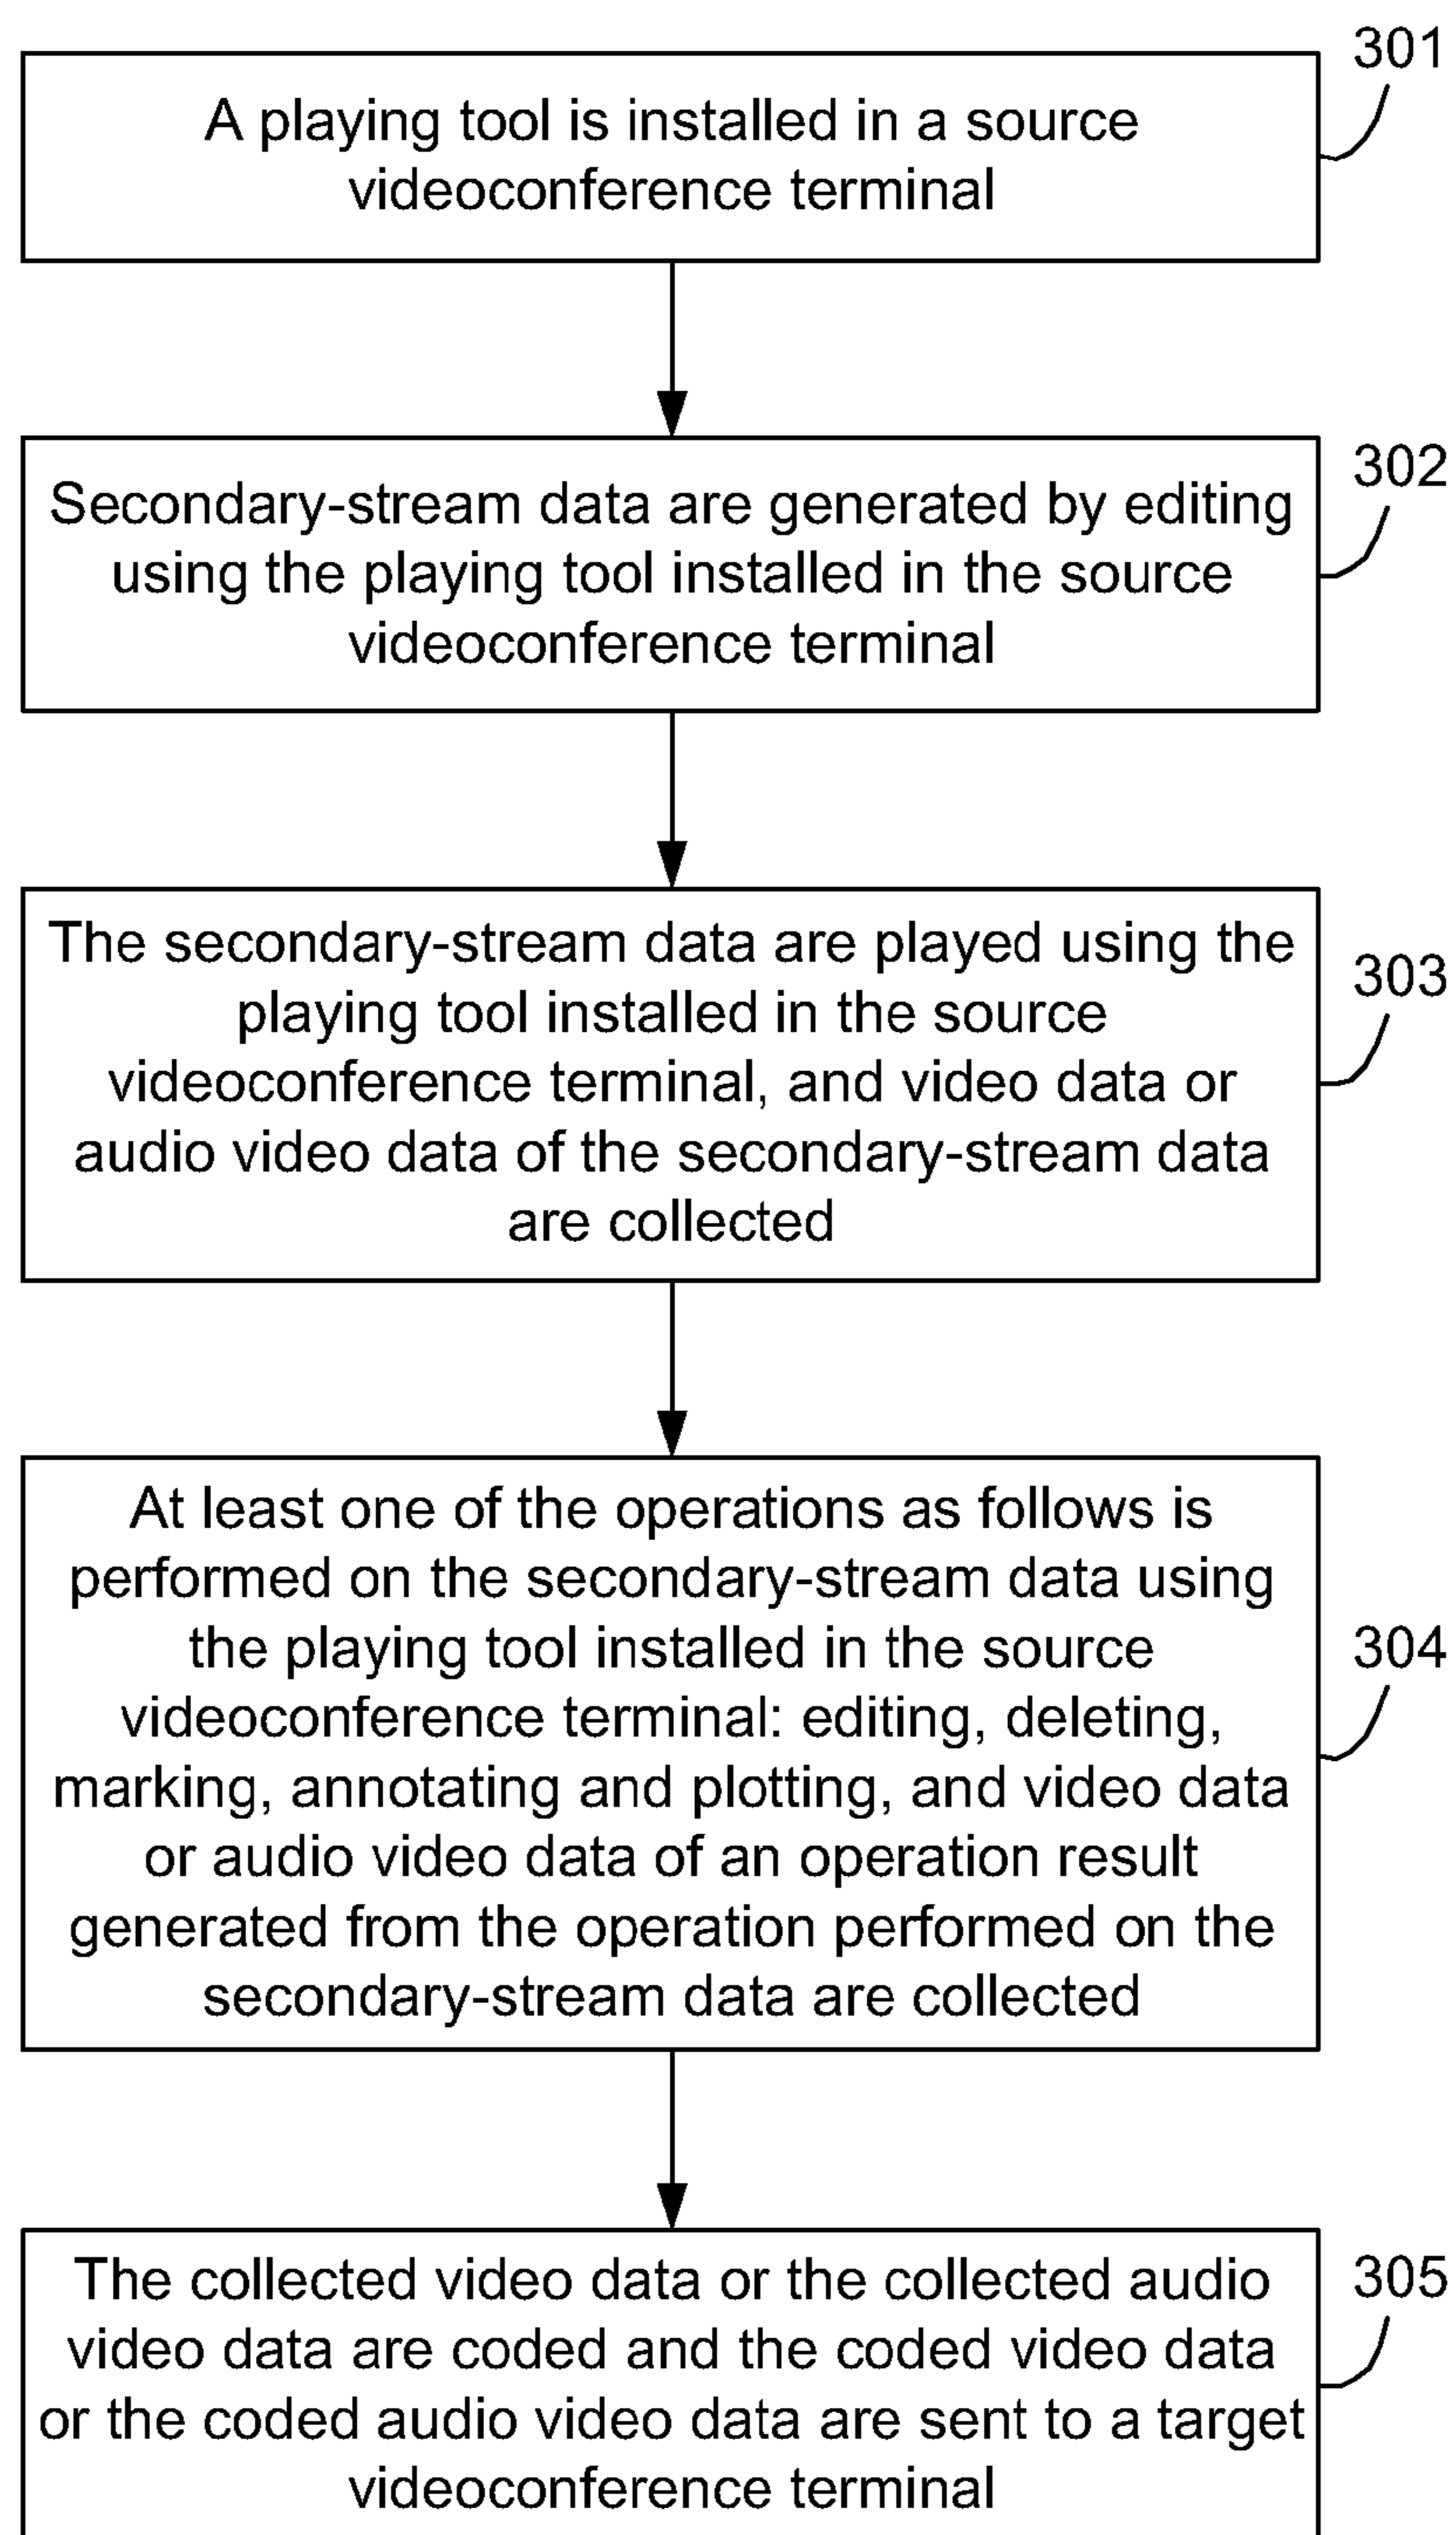 301
A playing tool is installed in a source
videoconference terminal
302
Secondary-stream data are generated by editing
using the playing tool installed in the source
videoconference terminal
303
The secondary-stream data are played using the
playing tool installed in the source
videoconference terminal, and video data or
audio video data of the secondary-stream data
are collected
304
At least one of the operations as follows is
performed on the secondary-stream data using
the playing tool installed in the source
videoconference terminal: editing, deleting,
marking, annotating and plotting, and video data
or audio video data of an operation result
generated from the operation performed on the
secondary-stream data are collected
305
The collected video data or the collected audio
video data are coded and the coded video data
or the coded audio video data are sent to a target
videoconference terminal